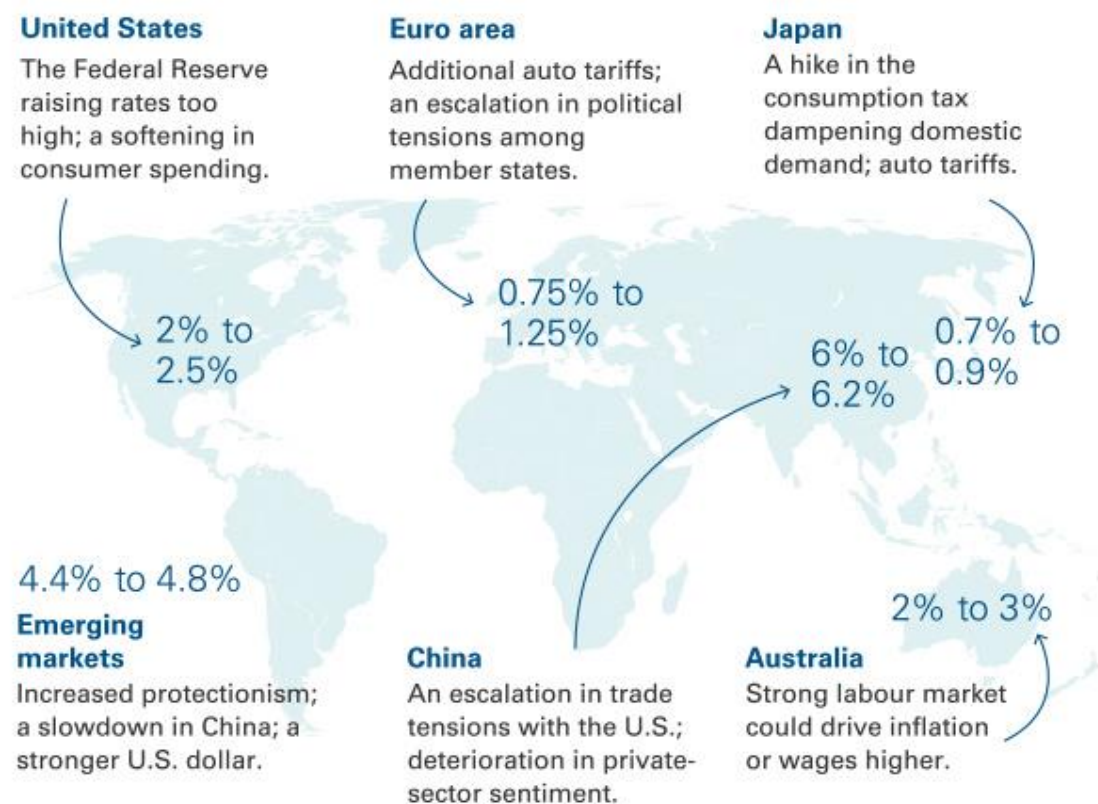 United States
The Federal Reserve
raising rates too
high; a softening in
consumer spending.
2% to
2.5%
Euro area
Additional auto tariffs;
an escalation in political
tensions among
member states.
0.75% to
1.25%
Japan
A hike in the
consumption tax
dampening domestic
demand; auto tariffs.
0.7% to
0.9%
4.4% to 4.8%
Emerging
markets
Increased protectionism;
a slowdown in China; a
stronger U.S. dollar.
6% to
6.2%
China
An escalation in trade
tensions with the U.S.;
deterioration in private-
sector sentiment.
2% to 3%
Australia
Strong labour market
could drive inflation
or wages higher.